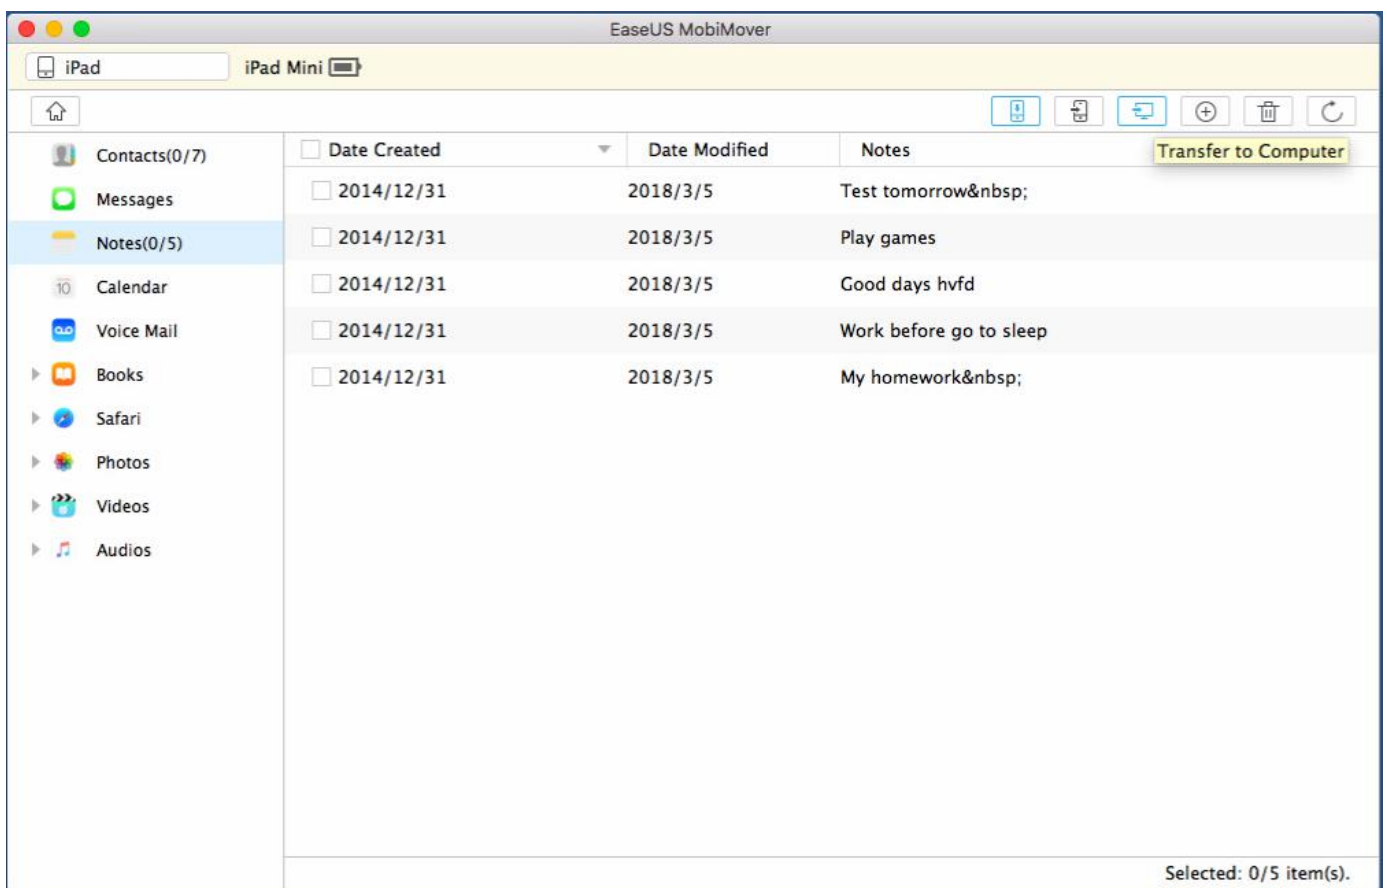 EaseUS MobiMover
iPad iPad Mini
Contacts(0/7)
Messages
Notes(0/5)
10 Calendar
Voice Mail
Books
Safari
Photos
Videos
Audios
Date Created Date Modified Notes Transfer to Computer
2014/12/31 2018/3/5 Test tomorrow&nbsp;
2014/12/31 2018/3/5 Play games
2014/12/31 2018/3/5 Good days hvfd
2014/12/31 2018/3/5 Work before go to sleep
2014/12/31 2018/3/5 My homework&nbsp;
Selected: 0/5 item(s).